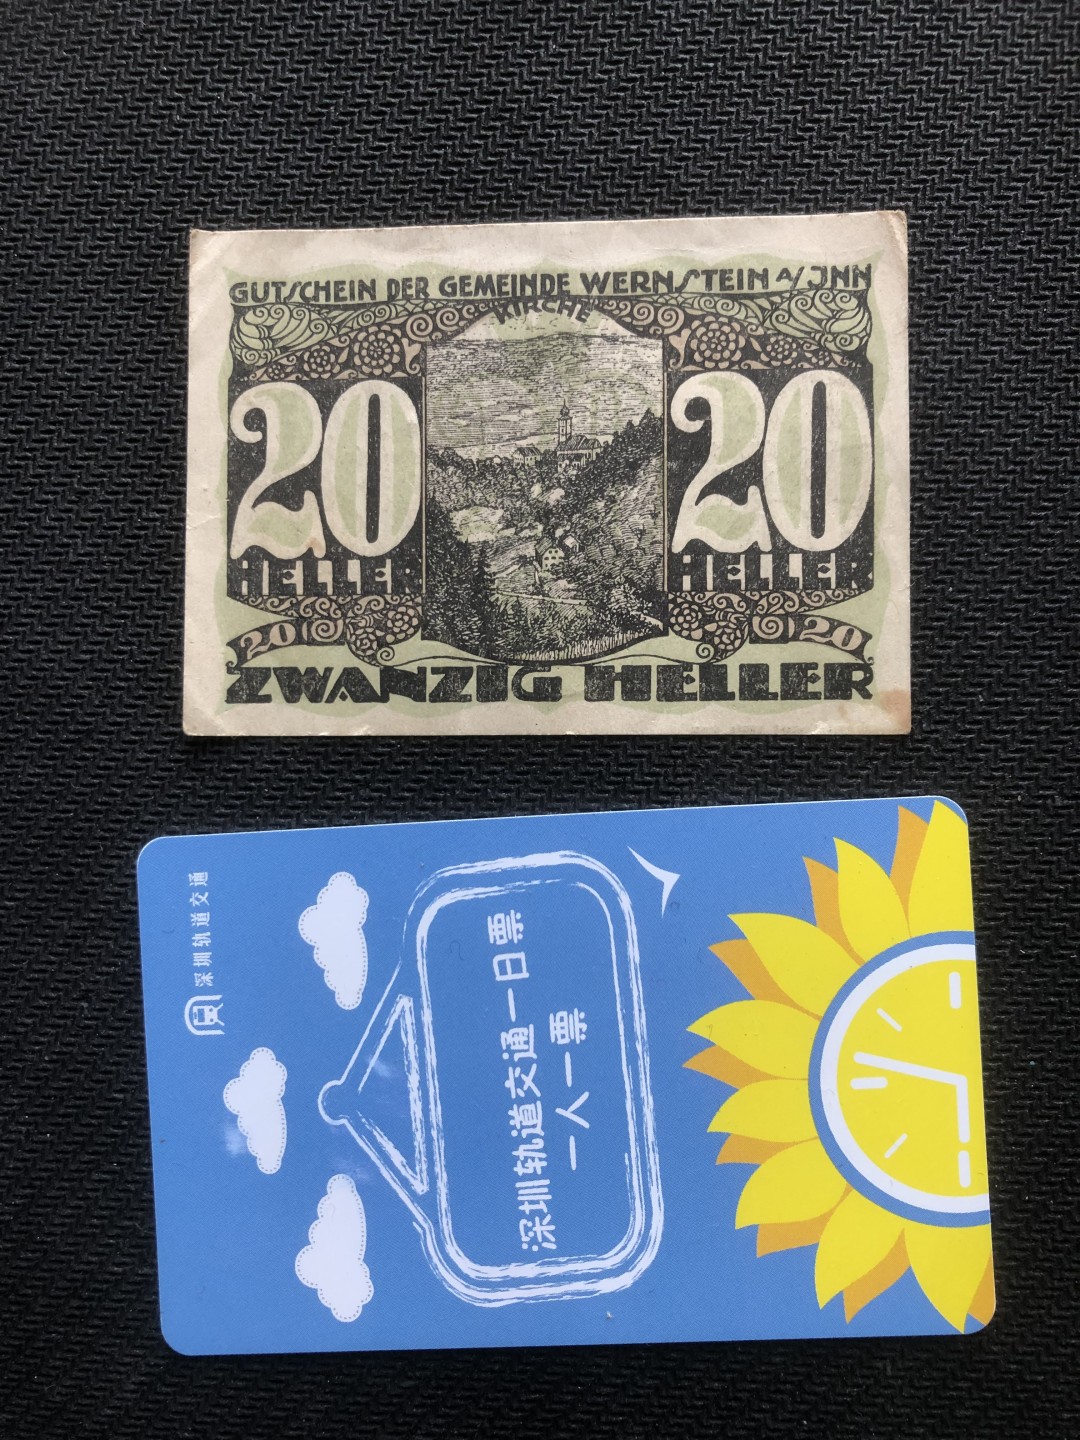 GUTSCHEIN DER GEMEINDE WERNSTEIN A/ INN
KIRCHE
20 20
HELLER HELLER
20 20
ZWANZIG HELLER
深圳轨道交通
深圳轨道交通一日票
一人一票